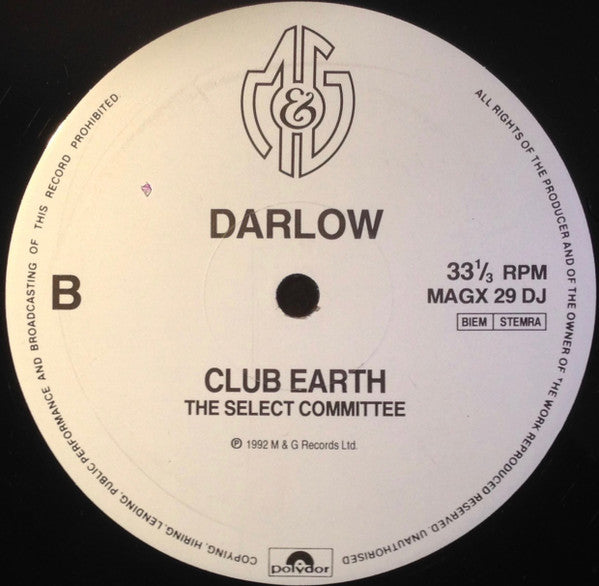 M&G
DARLOW
B
33⅓ RPM
MAGX 29 DJ
BIEM STEMRA
CLUB EARTH
THE SELECT COMMITTEE
℗ 1992 M & G Records Ltd.
ALL RIGHTS OF THE PRODUCER AND OF THE OWNER OF THE WORK REPRODUCED RESERVED. UNAUTHORISED
COPYING, HIRING, LENDING, PUBLIC PERFORMANCE AND BROADCASTING OF THIS RECORD PROHIBITED.
polydor